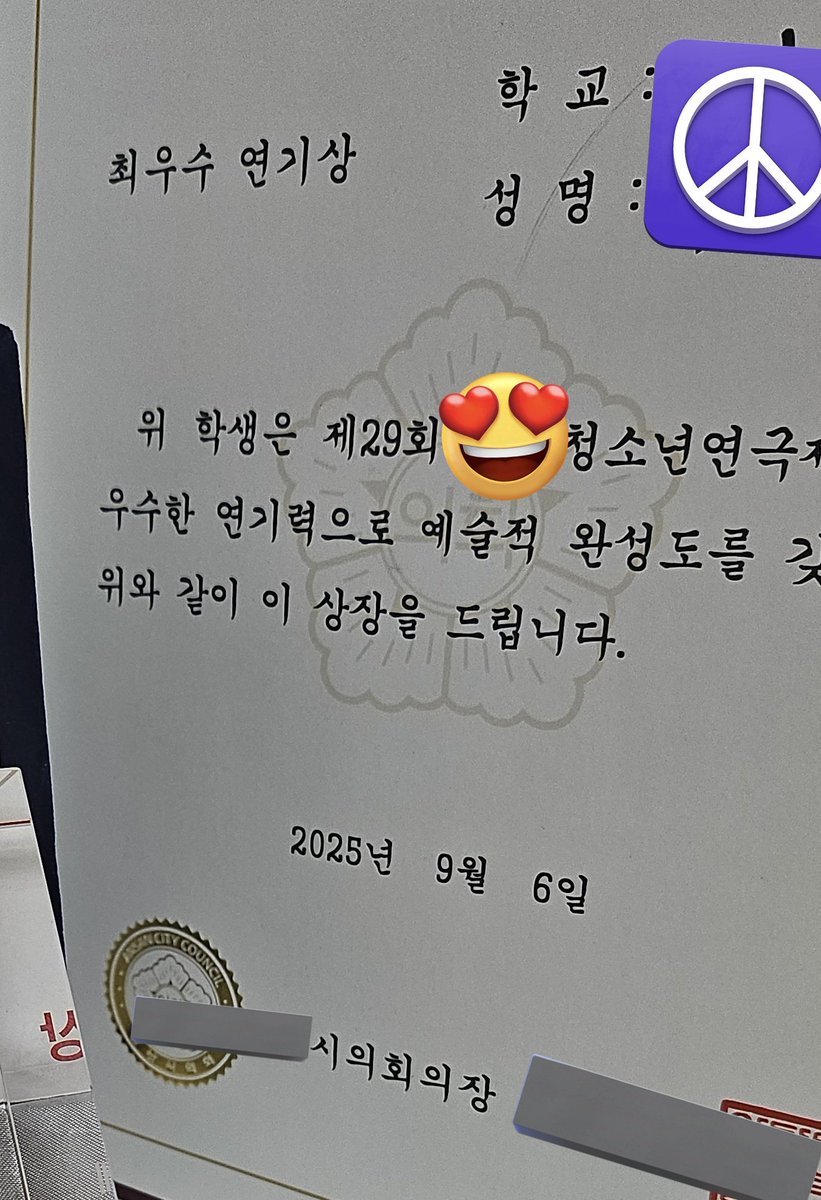 학 교 :
최우수 연기상
성 명 :
위 학생은 제29회 청소년연극제
우수한 연기력으로 예술적 완성도를 갖
위와 같이 이 상장을 드립니다.
2025년 9월 6일
CITY COUNCIL
시의회의장